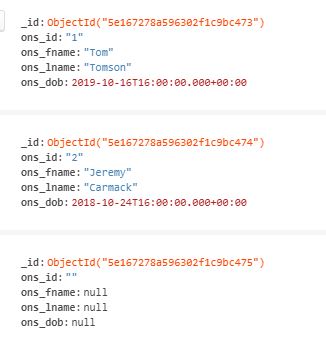 _id: ObjectId("5e167278a596302f1c9bc473")
ons_id: "1"
ons_fname: "Tom"
ons_lname: "Tomson"
ons_dob: 2019-10-16T16:00:00.000+00:00
_id: ObjectId("5e167278a596302f1c9bc474")
ons_id: "2"
ons_fname: "Jeremy"
ons_lname: "Carmack"
ons_dob: 2018-10-24T16:00:00.000+00:00
_id: ObjectId("5e167278a596302f1c9bc475")
ons_id: ""
ons_fname: null
ons_lname: null
ons_dob: null